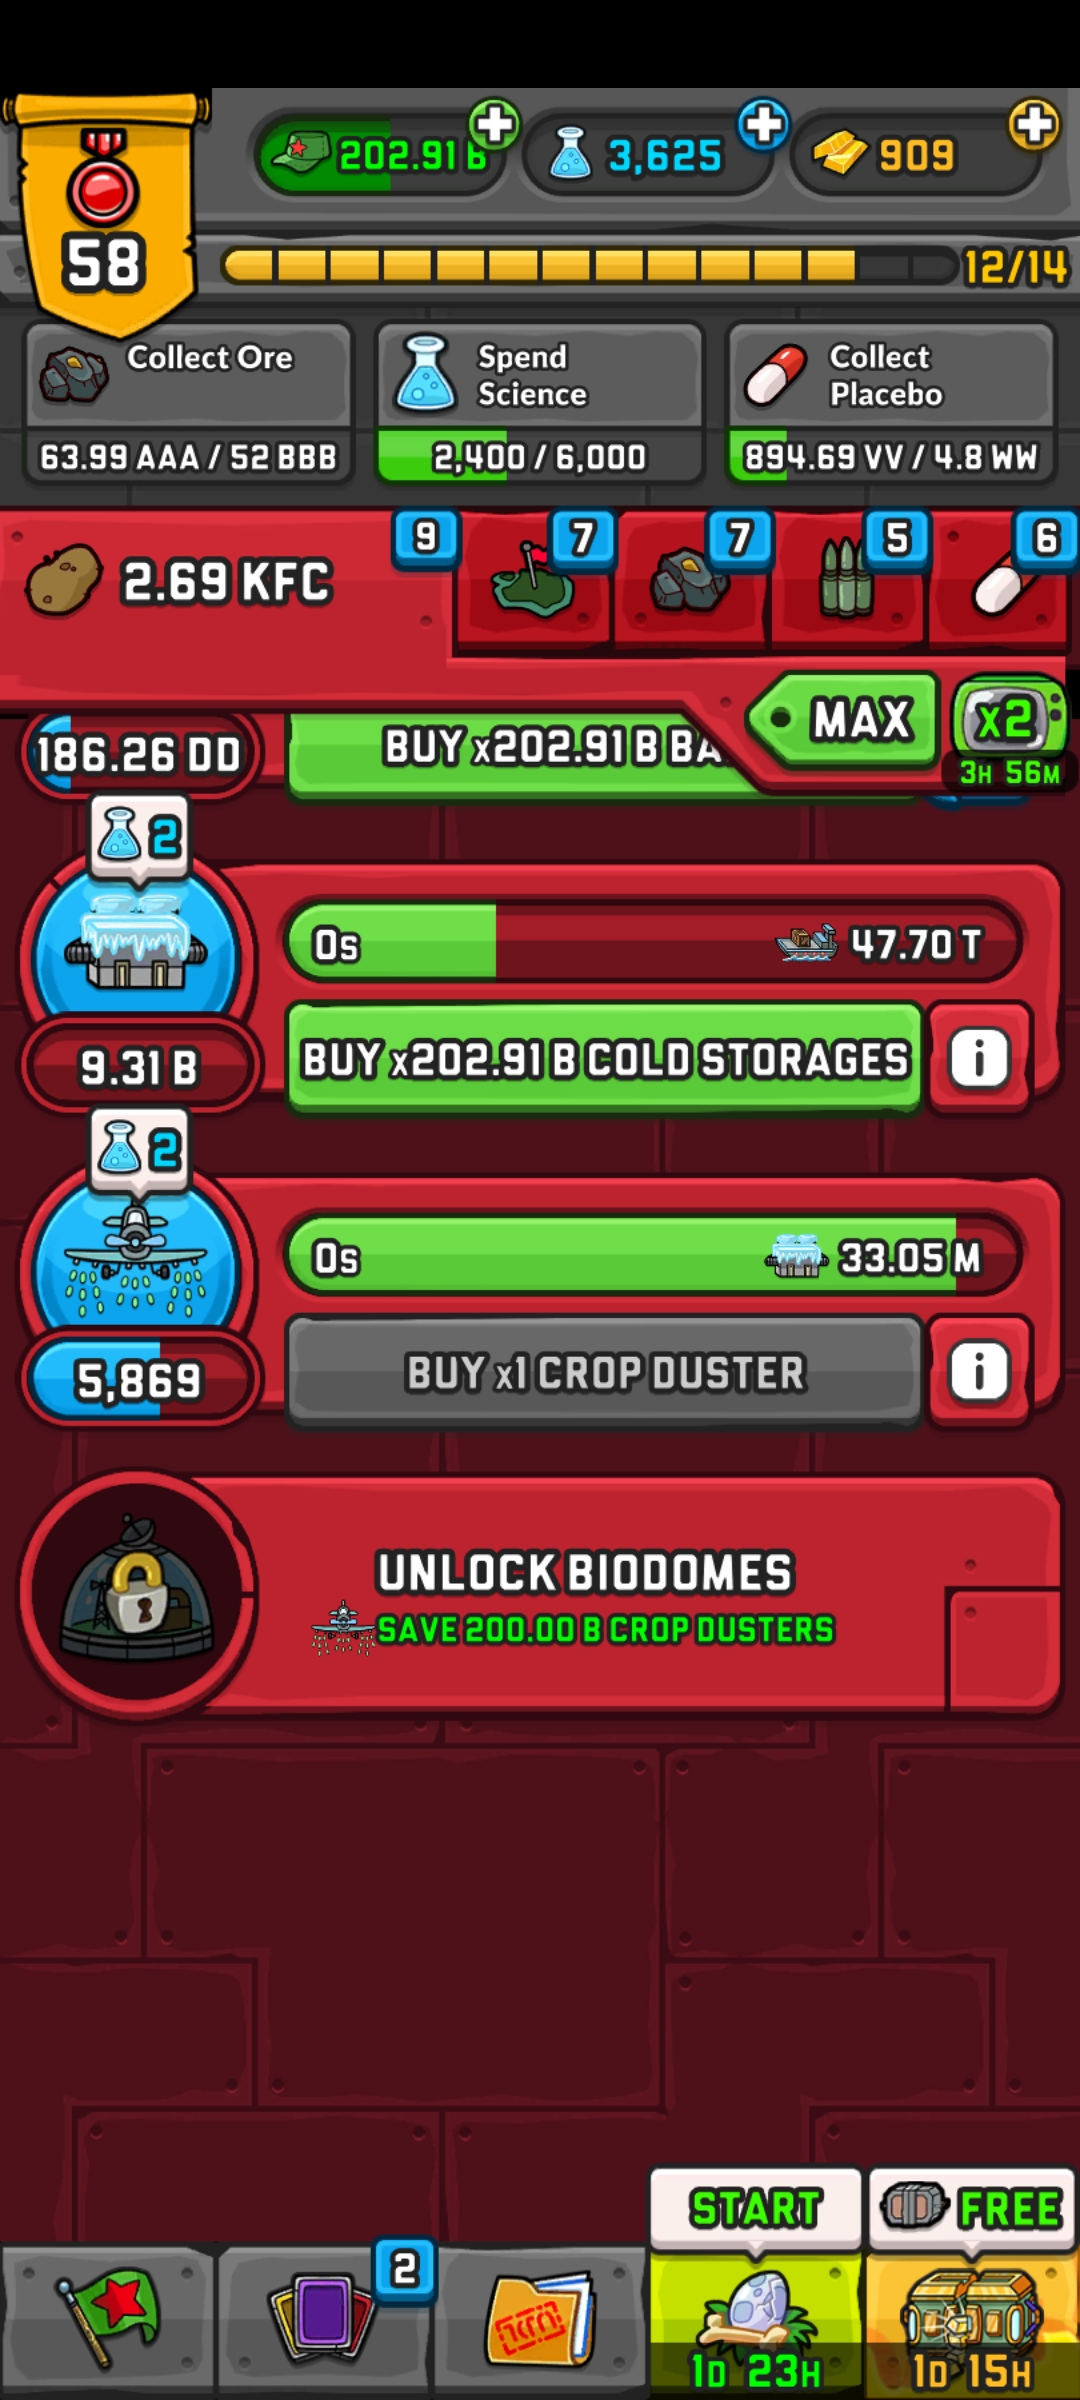 58
202.91 B
3,625
909
12/14
Collect Ore
63.99 AAA / 52 BBB
Spend
Science
2,400 / 6,000
Collect
Placebo
894.69 VV / 4.8 WW
2.69 KFC
9
7
7
5
6
MAX
x2
3H 56M
186.26 DD
BUY x202.91 B BA
2
0s
47.70 T
9.31 B
BUY x202.91 B COLD STORAGES
i
2
0s
33.05 M
5,869
BUY x1 CROP DUSTER
i
UNLOCK BIODOMES
SAVE 200.00 B CROP DUSTERS
START
FREE
2
1D 23H
1D 15H